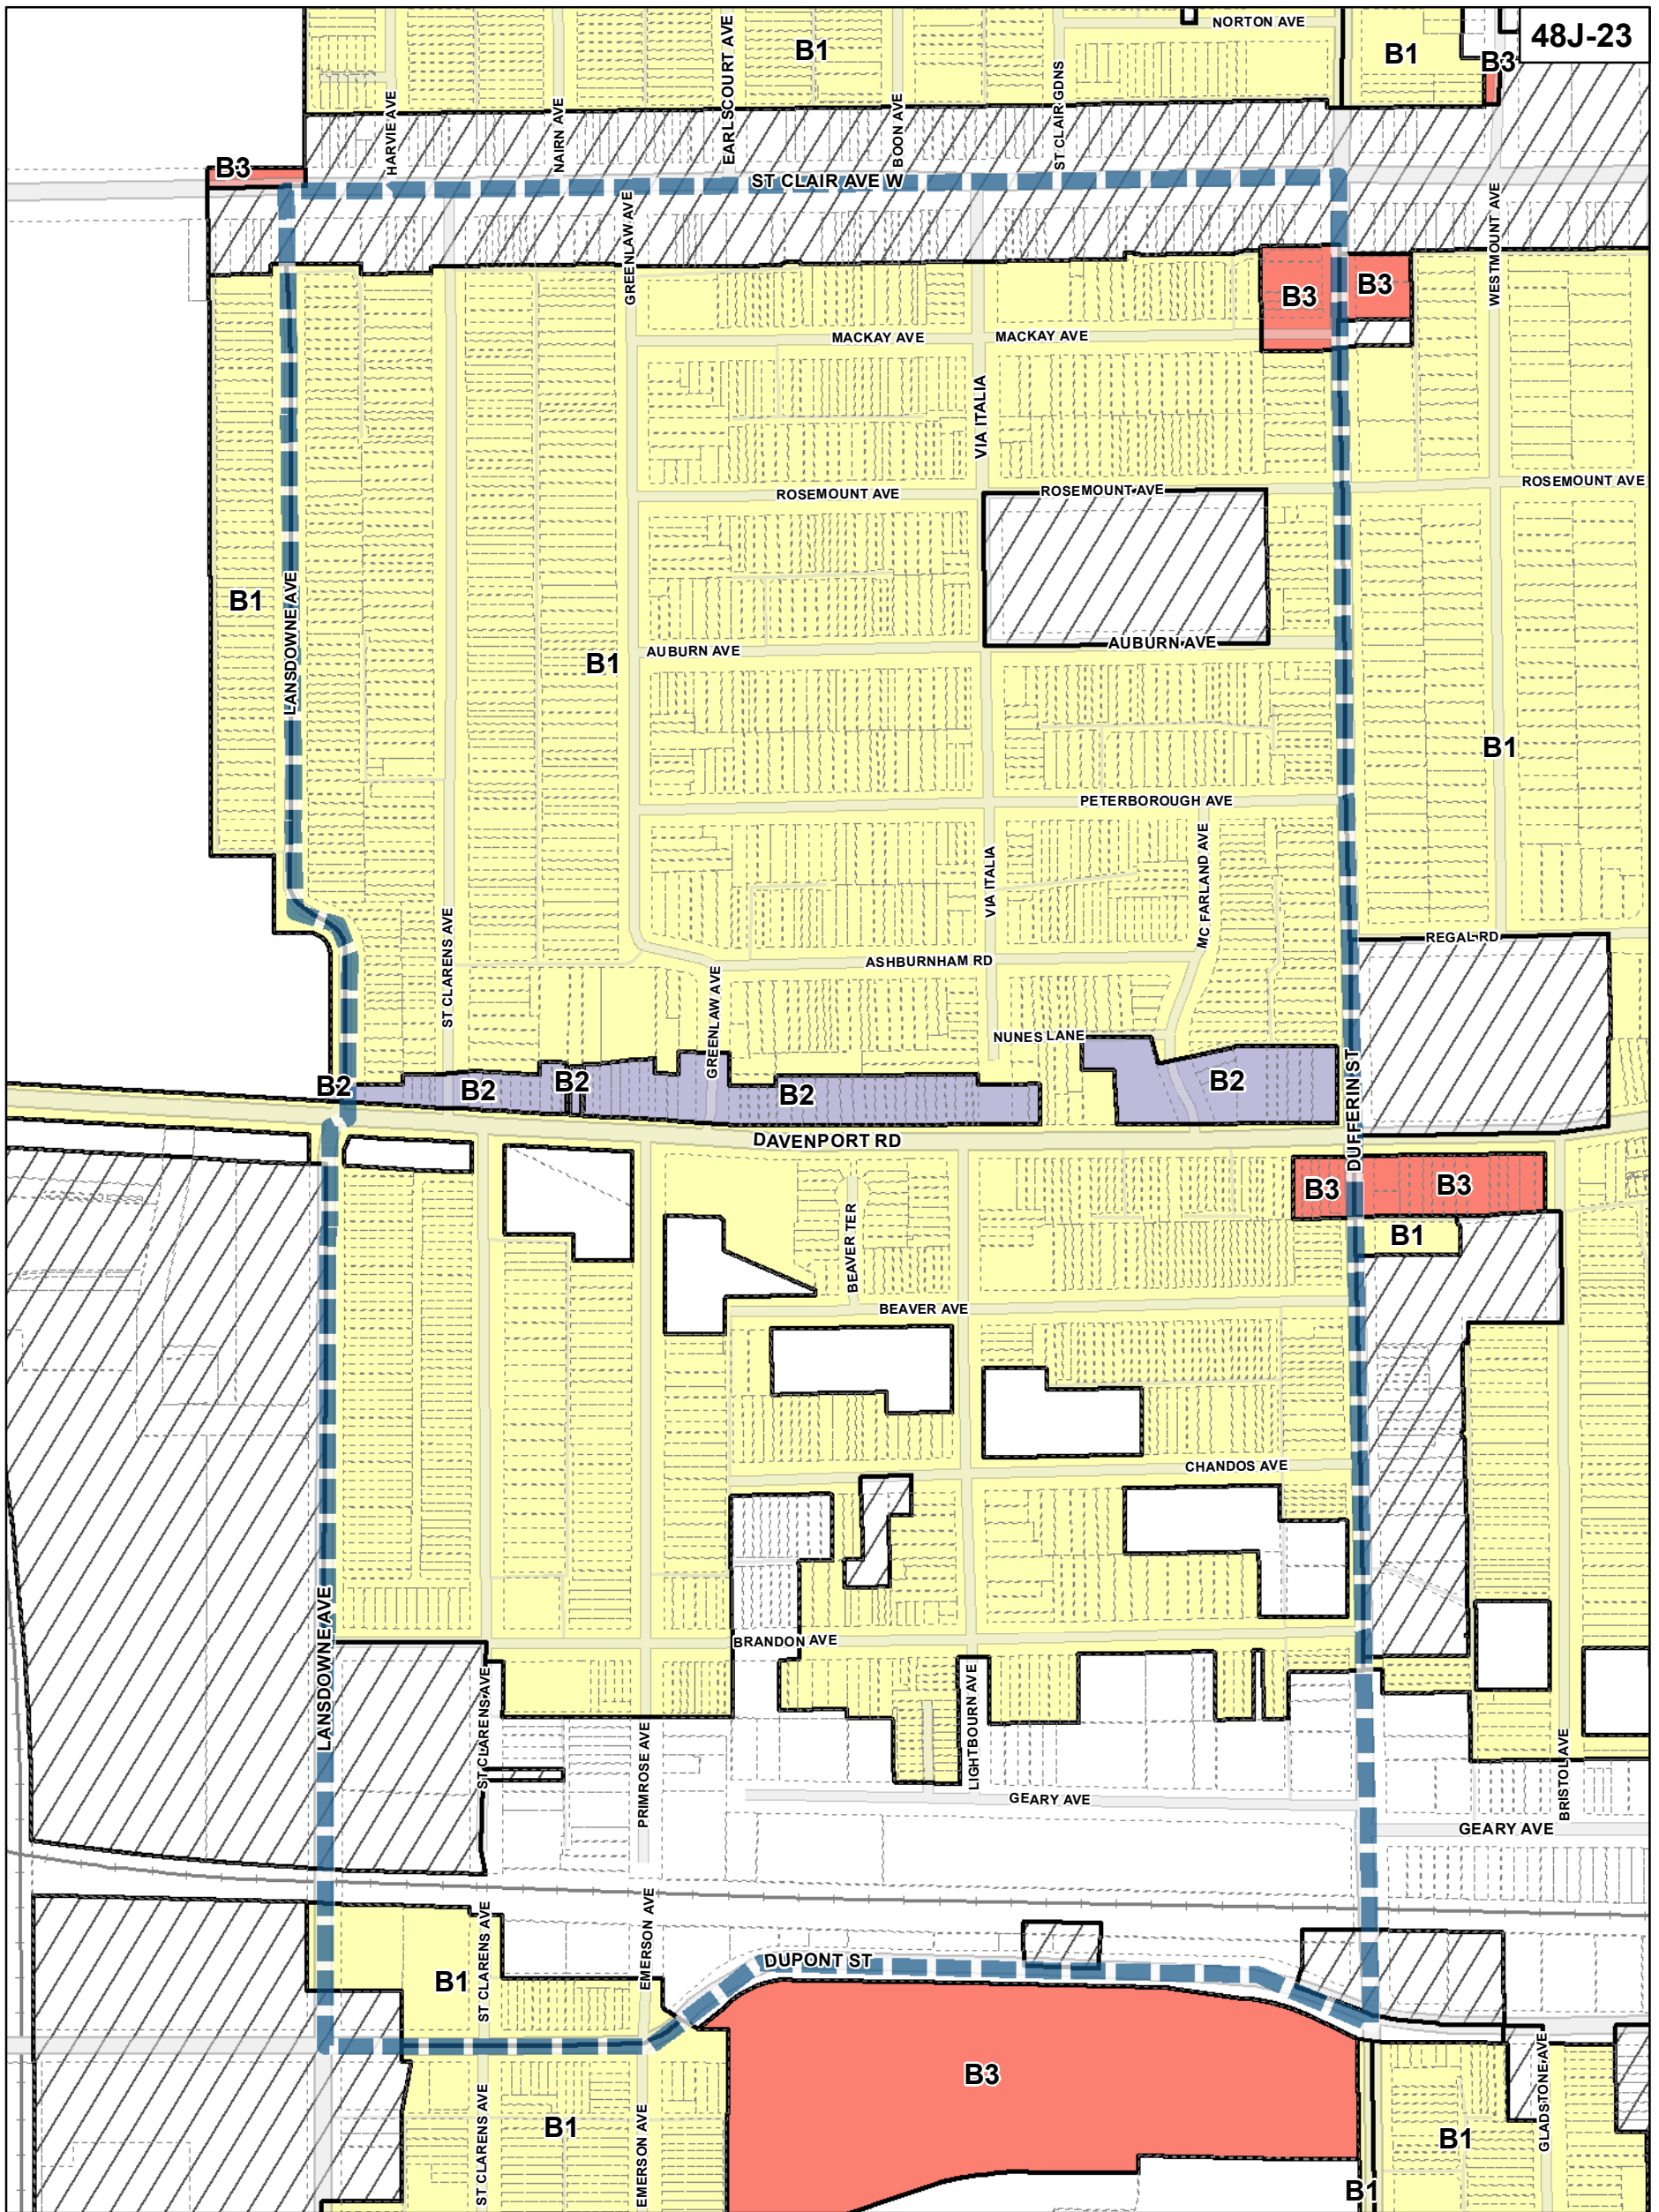 NORTON AVE
48J-23
B1
B1
B3
HARVIE AVE
NAIRN AVE
EARLSCOURT AVE
BOON AVE
ST CLAIR GDNS
B3
ST CLAIR AVE W
GREENLAW AVE
WESTMOUNT AVE
B3
B3
MACKAY AVE
MACKAY AVE
VIA ITALIA
ROSEMOUNT AVE
ROSEMOUNT AVE
ROSEMOUNT AVE
B1
LANSDOWNE AVE
B1
AUBURN AVE
AUBURN AVE
B1
PETERBOROUGH AVE
VIA ITALIA
MC FARLAND AVE
ST CLARENS AVE
REGAL RD
ASHBURNHAM RD
GREENLAW AVE
NUNES LANE
B2
B2
B2
B2
B2
DUFFERIN ST
DAVENPORT RD
B3
B3
B1
BEAVER TER
BEAVER AVE
CHANDOS AVE
LANSDOWNE AVE
BRANDON AVE
ST CLARENS AVE
PRIMROSE AVE
LIGHTBOURN AVE
BRISTOL AVE
GEARY AVE
GEARY AVE
ST CLARENS AVE
EMERSON AVE
DUPONT ST
B1
B3
GLADSTONE AVE
ST CLARENS AVE
B1
EMERSON AVE
B1
B1